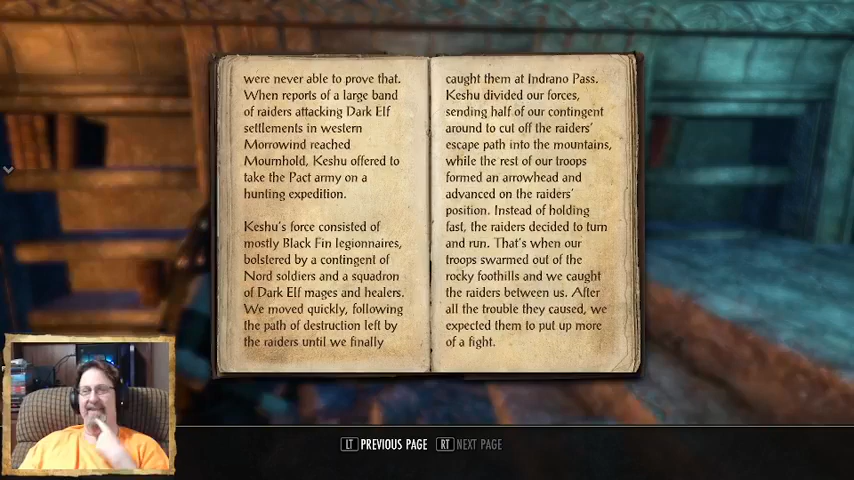 were never able to prove that.
When reports of a large band
of raiders attacking Dark Elf
settlements in western
Morrowind reached
Mournhold, Keshu offered to
take the Pact army on a
hunting expedition.
Keshu's force consisted of
mostly Black Fin legionnaires,
bolstered by a contingent of
Nord soldiers and a squadron
of Dark Elf mages and healers.
We moved quickly, following
the path of destruction left by
the raiders until we finally
caught them at Indrano Pass.
Keshu divided our forces,
sending half of our contingent
around to cut off the raiders'
escape path into the mountains,
while the rest of our troops
formed an arrowhead and
advanced on the raiders'
position. Instead of holding
fast, the raiders decided to turn
and run. That's when our
troops swarmed out of the
rocky foothills and we caught
the raiders between us. After
all the trouble they caused, we
expected them to put up more
of a fight.
LT PREVIOUS PAGE RT NEXT PAGE